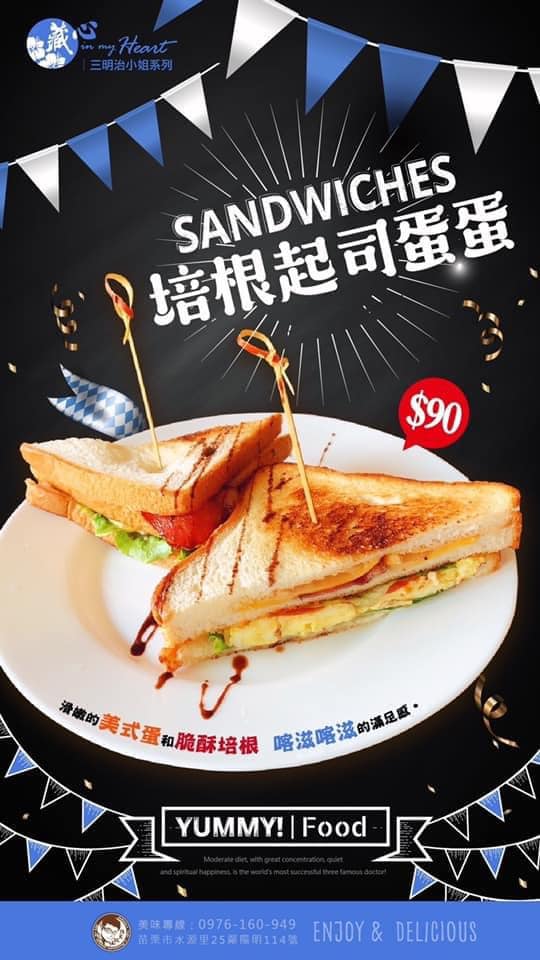 藏心
in my Heart
三明治小姐系列
SANDWICHES
培根起司蛋蛋
$90
滑嫩的美式蛋和脆酥培根 喀滋喀滋的滿足感。
YUMMY! | Food
Moderate diet, with great concentration, quiet
and spiritual happiness, is the world's most successful three famous doctor!
美味專線：0976-160-949
苗栗市水源里25鄰陽明114號
ENJOY & DELICIOUS